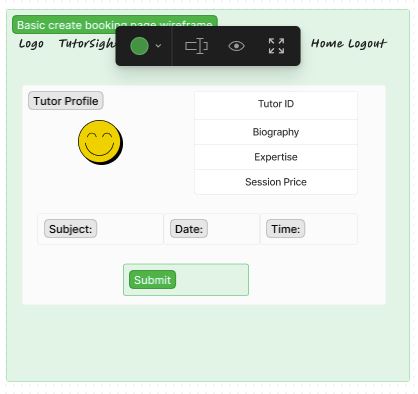 Basic create booking page wireframe
Logo TutorSigh Home Logout
Tutor Profile
Tutor ID
Biography
Expertise
Session Price
Subject: Date: Time:
Submit